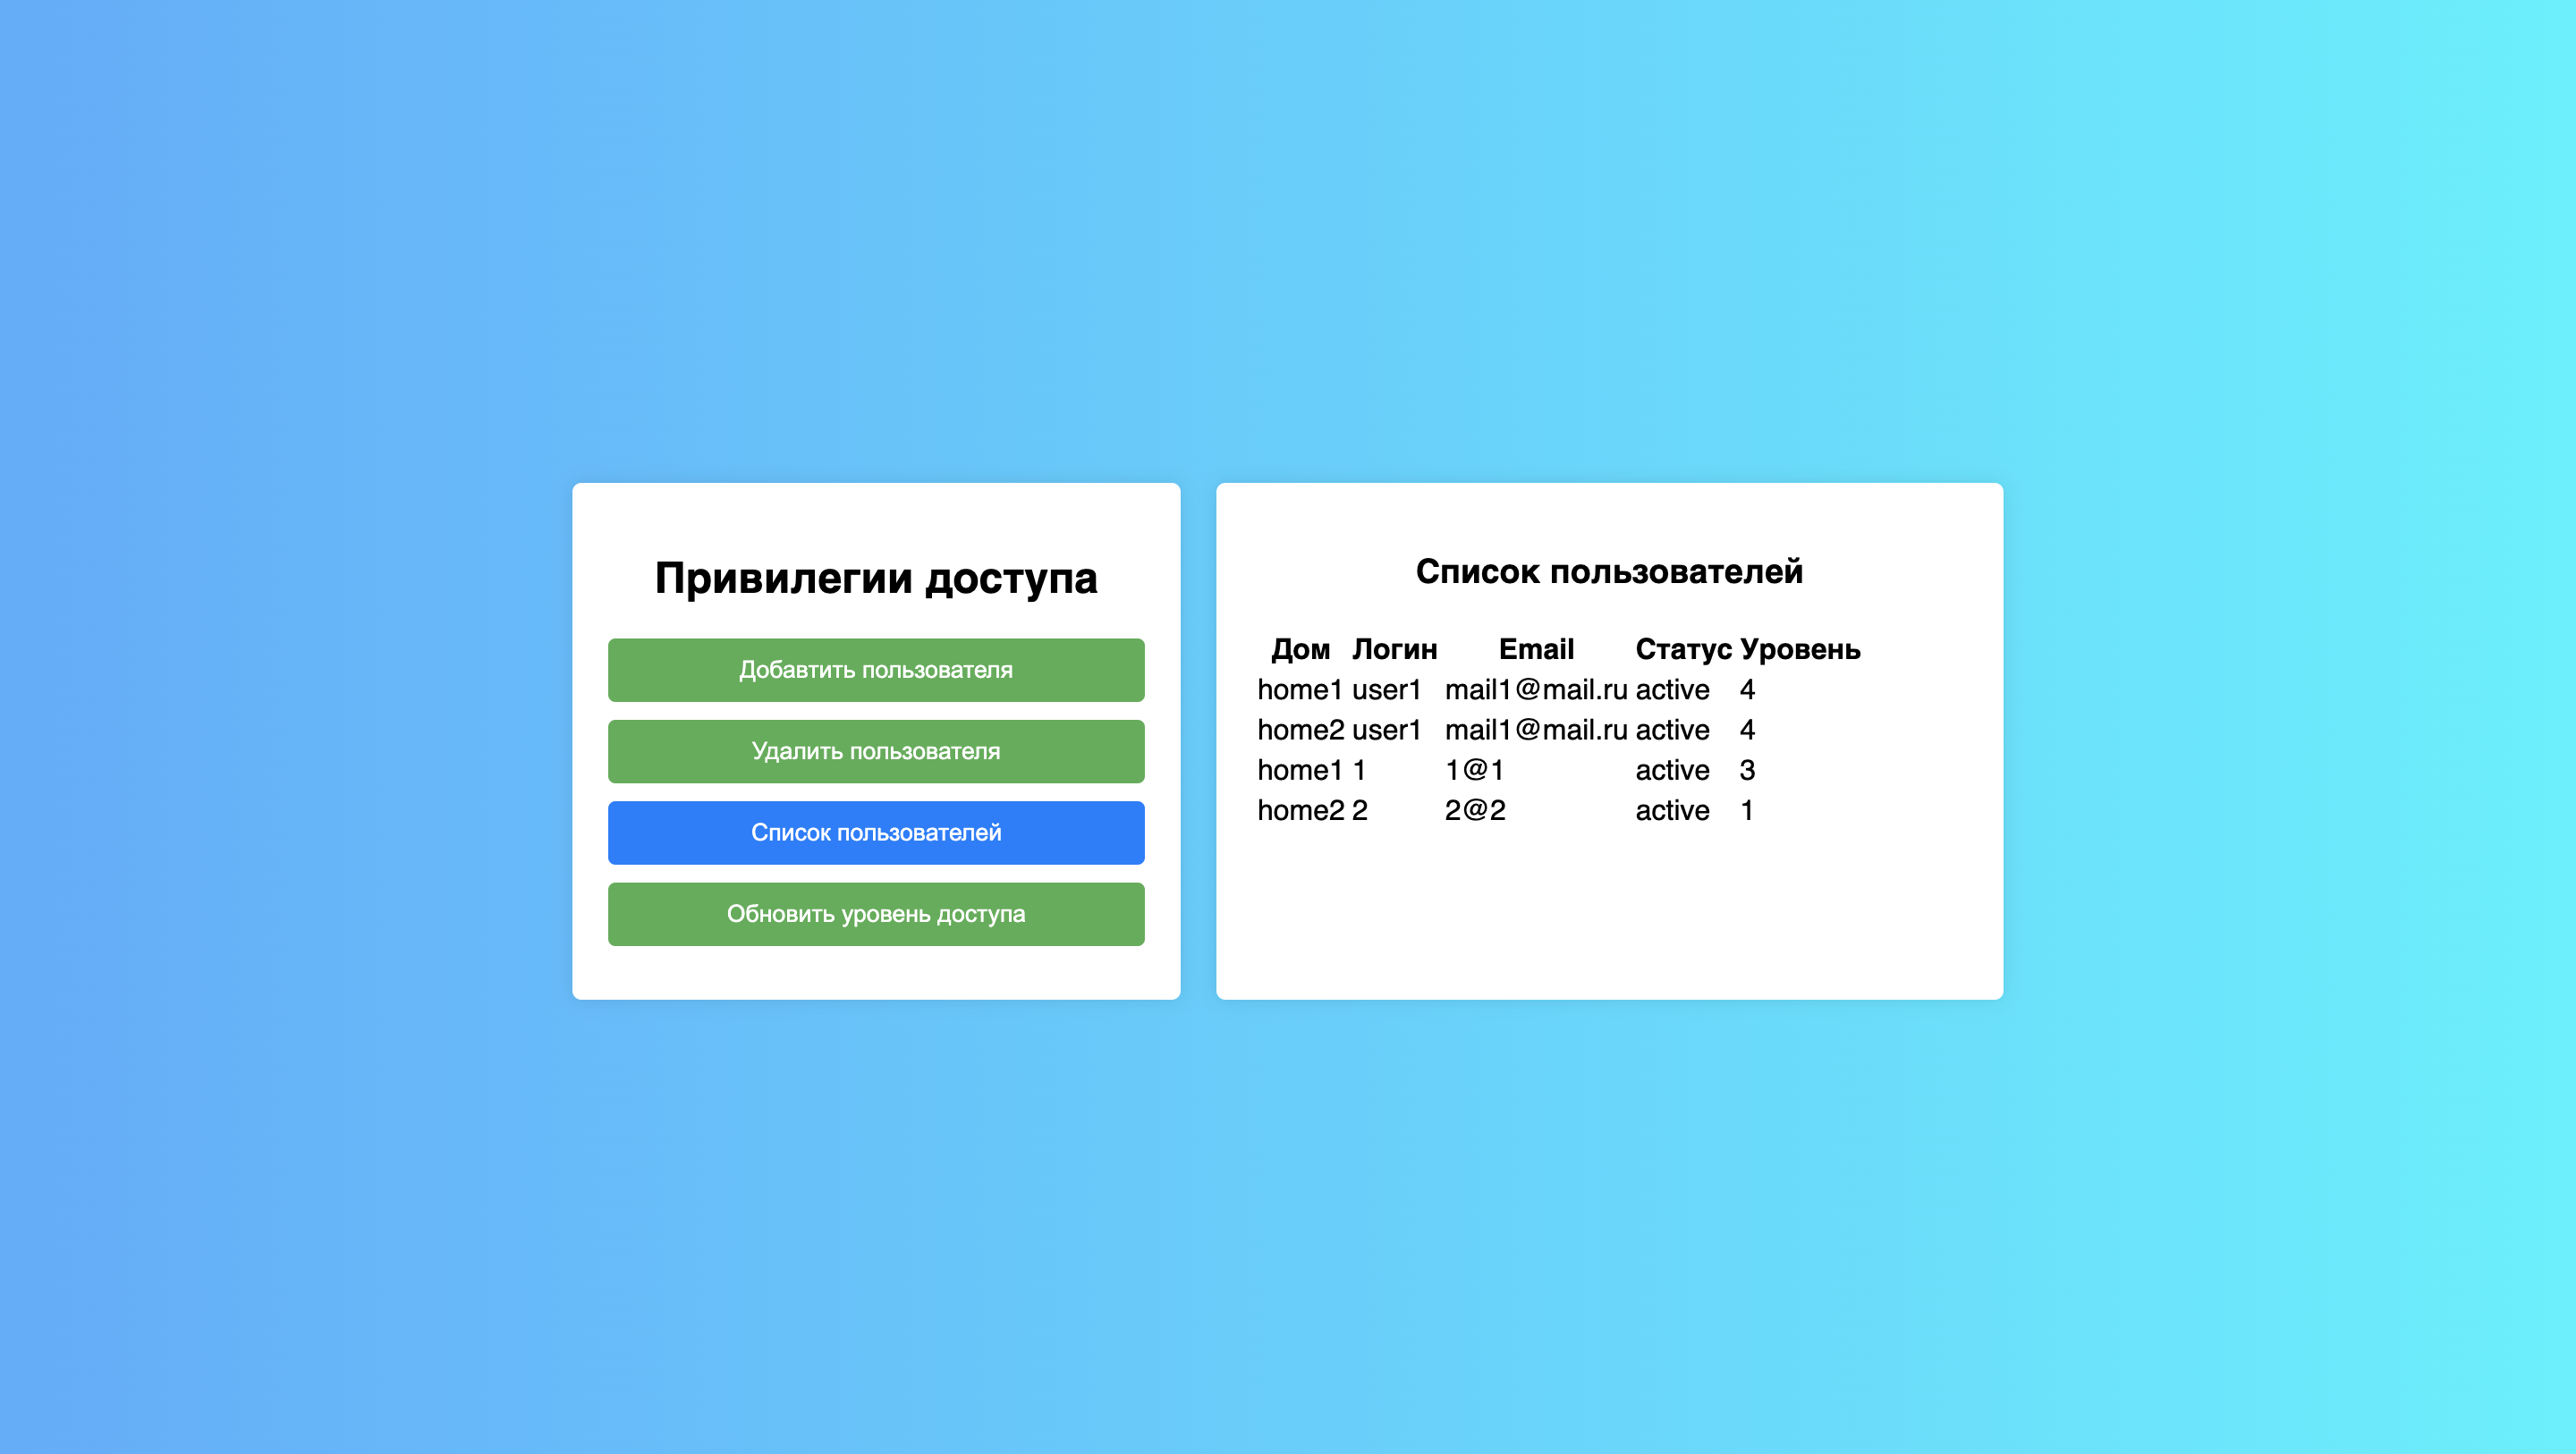 Привилегии доступа
Добавтить пользователя
Удалить пользователя
Список пользователей
Обновить уровень доступа
Список пользователей
Дом Логин Email Статус Уровень
home1 user1 mail1@mail.ru active 4
home2 user1 mail1@mail.ru active 4
home1 1 1@1 active 3
home2 2 2@2 active 1